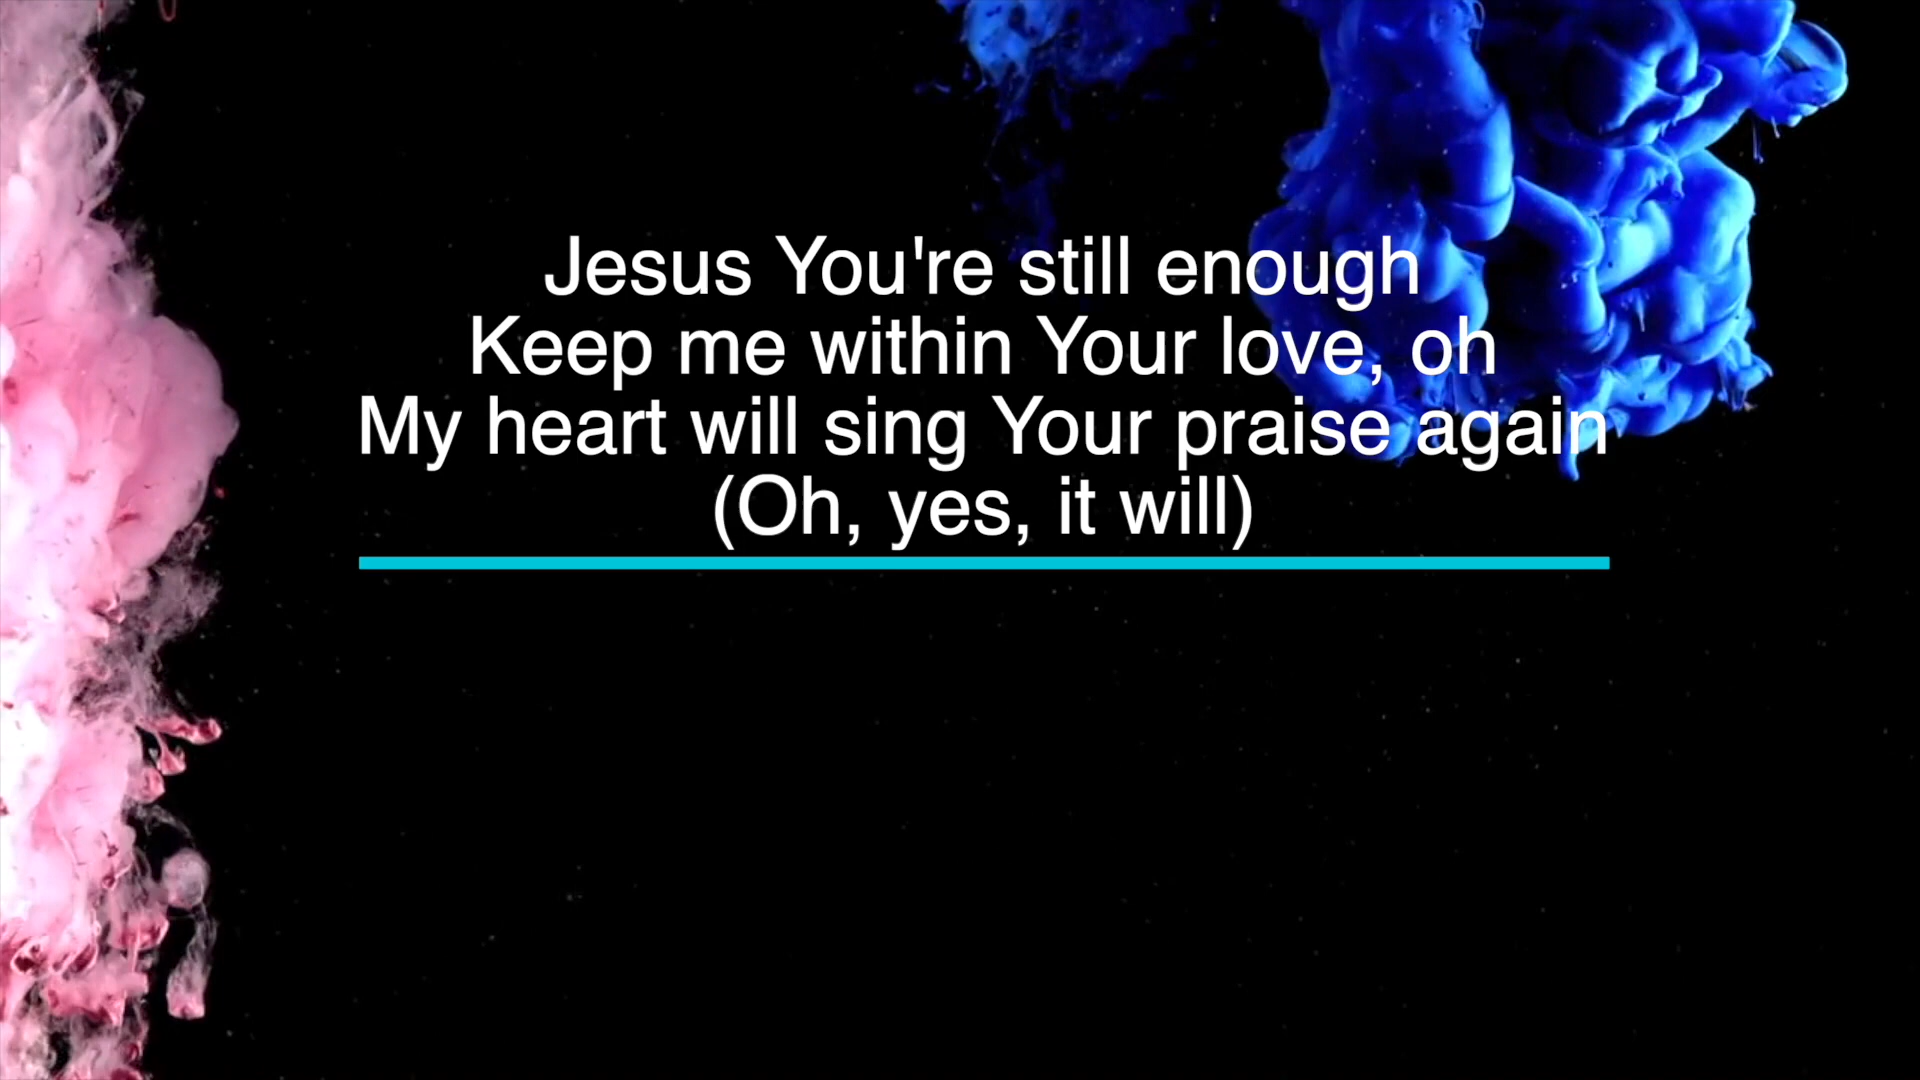 Jesus You're still enough
Keep me within Your love, oh
My heart will sing Your praise again
(Oh, yes, it will)